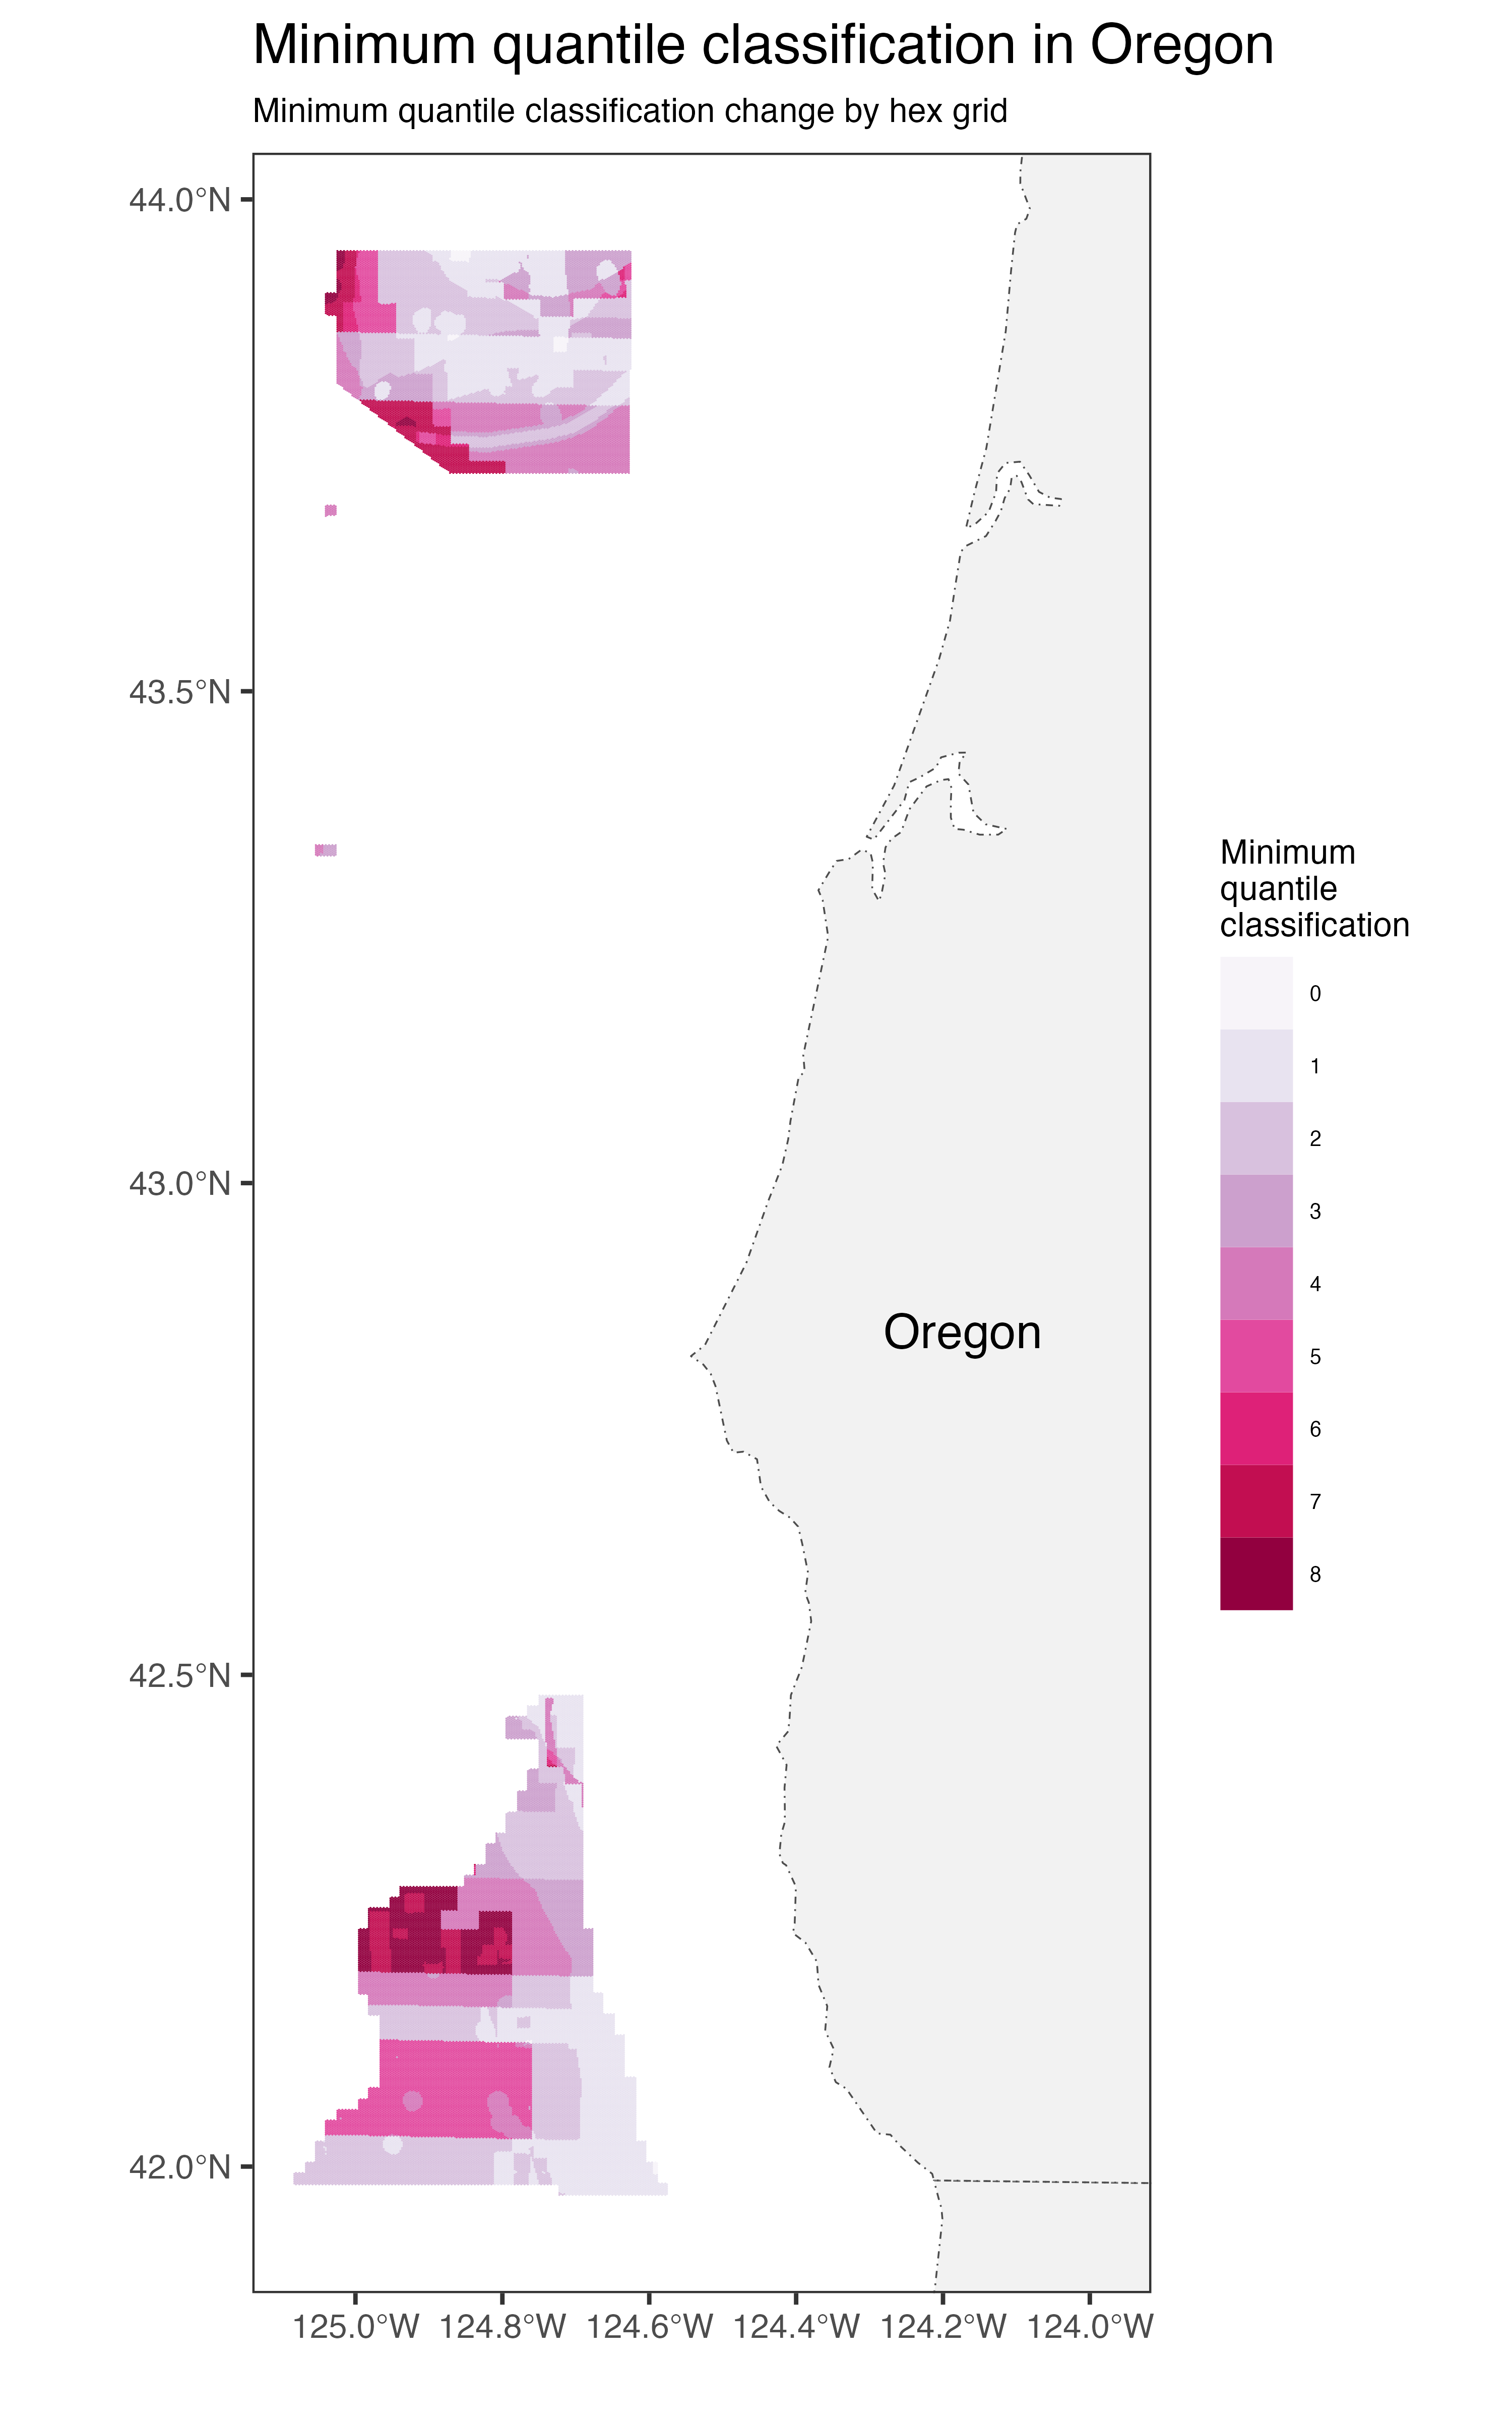 Minimum quantile classification in Oregon
Minimum quantile classification change by hex grid
44.0°N
43.5°N
43.0°N
42.5°N
42.0°N
125.0°W
124.8°W
124.6°W
124.4°W
124.2°W
124.0°W
Oregon
Minimum
quantile
classification
0
1
2
3
4
5
6
7
8